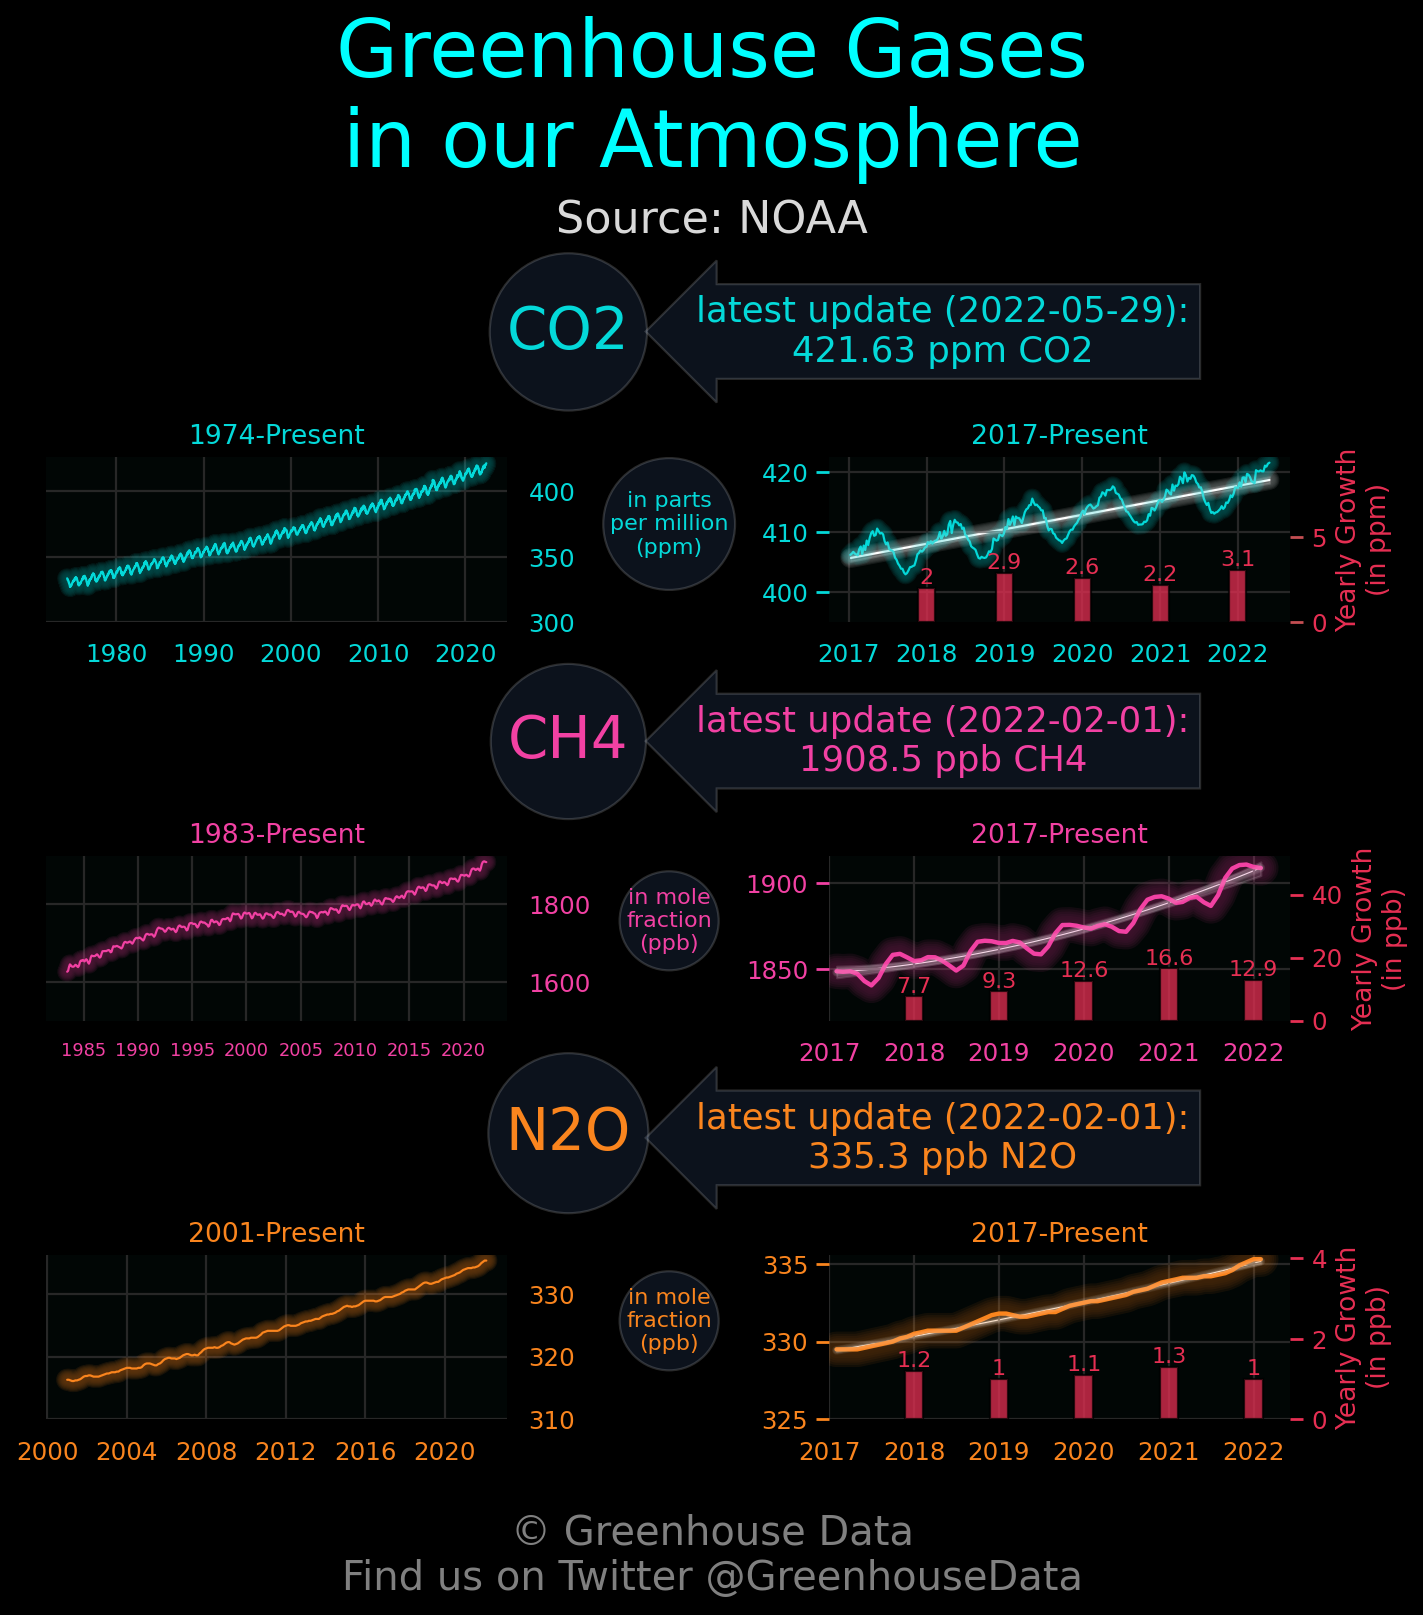 Greenhouse Gases
in our Atmosphere
Source: NOAA
CO2
latest update (2022-05-29):
421.63 ppm CO2
1974-Present
400
350
300
1980 1990 2000 2010 2020
in parts
per million
(ppm)
2017-Present
420
410
400
2 2.9 2.6 2.2 3.1
5
0
Yearly Growth
(in ppm)
2017 2018 2019 2020 2021 2022
CH4
latest update (2022-02-01):
1908.5 ppb CH4
1983-Present
1800
1600
1985 1990 1995 2000 2005 2010 2015 2020
in mole
fraction
(ppb)
2017-Present
1900
1850
7.7 9.3 12.6 16.6 12.9
40
20
0
Yearly Growth
(in ppb)
2017 2018 2019 2020 2021 2022
N2O
latest update (2022-02-01):
335.3 ppb N2O
2001-Present
330
320
310
2000 2004 2008 2012 2016 2020
in mole
fraction
(ppb)
2017-Present
335
330
325
1.2 1 1.1 1.3 1
4
2
0
Yearly Growth
(in ppb)
2017 2018 2019 2020 2021 2022
© Greenhouse Data
Find us on Twitter @GreenhouseData